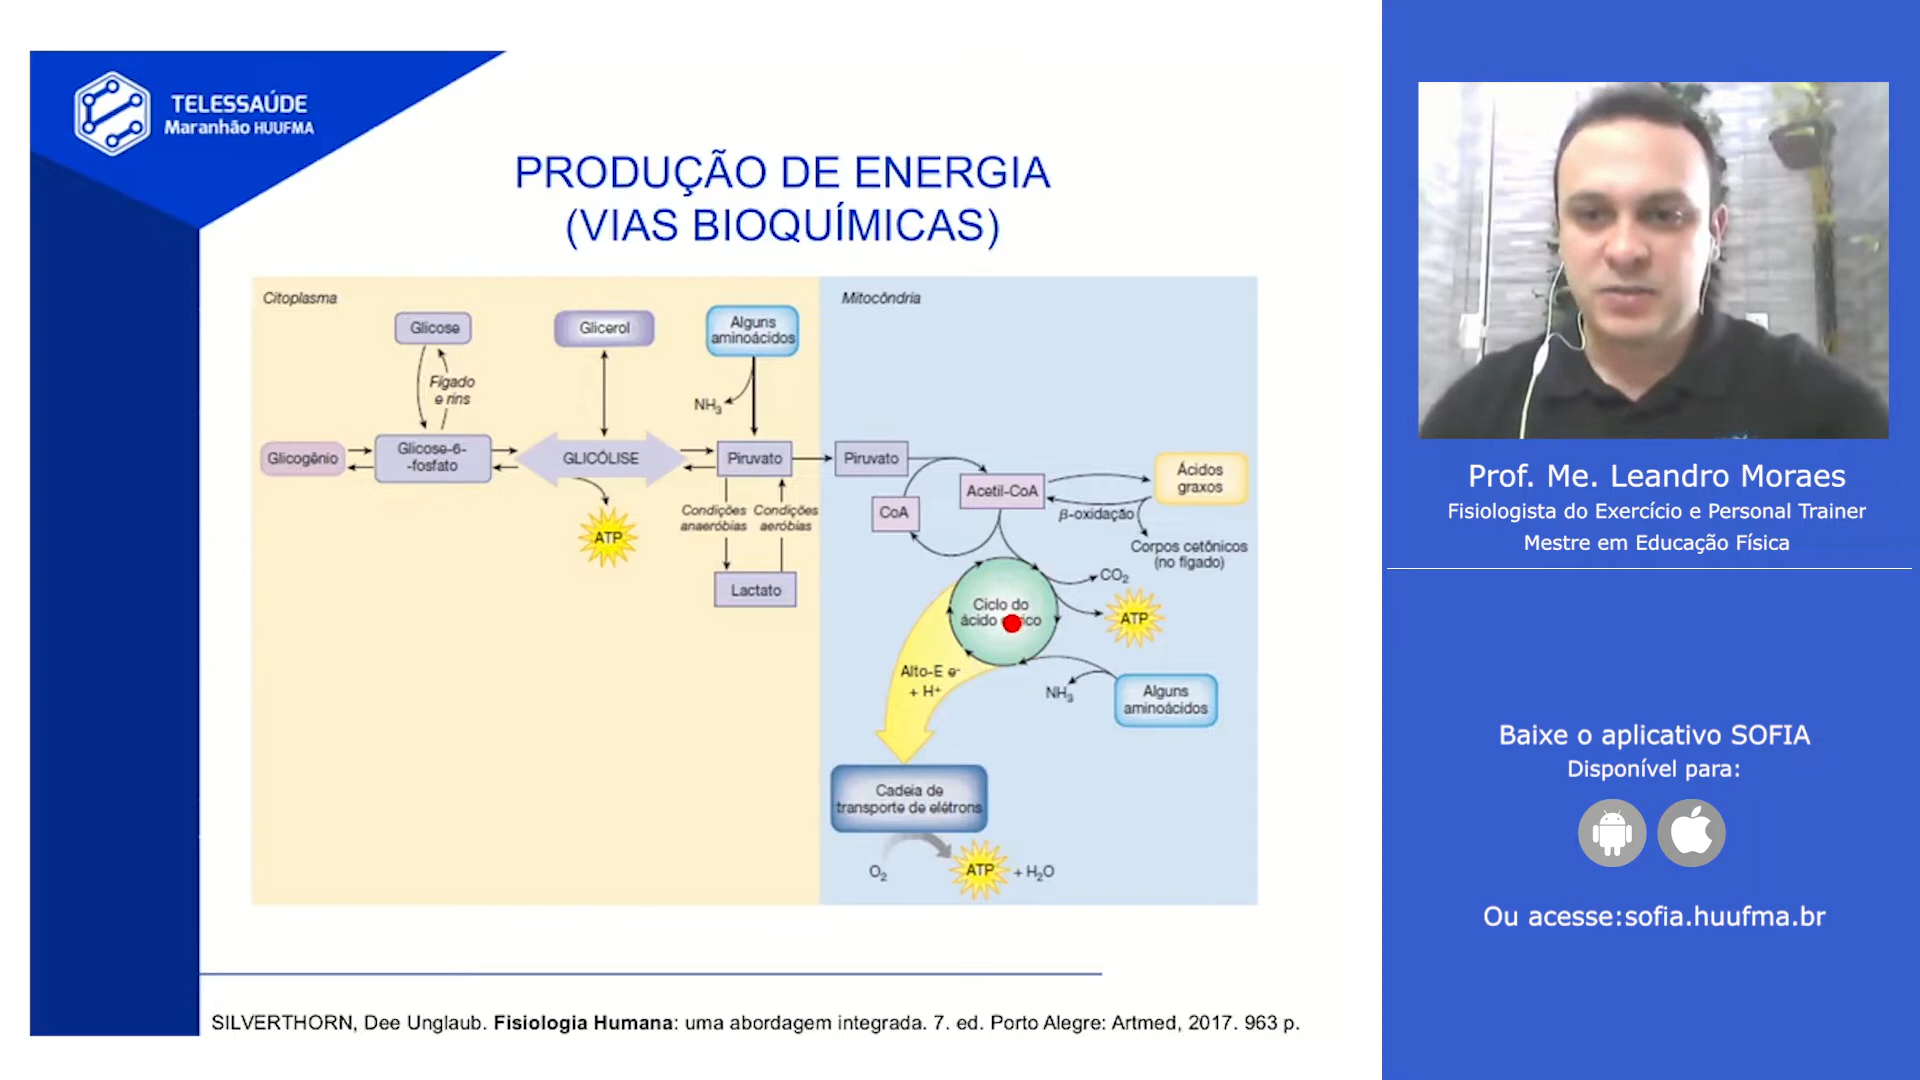 TELESSAÚDE
Maranhão HUUFMA
PRODUÇÃO DE ENERGIA
(VIAS BIOQUÍMICAS)
Citoplasma
Mitocôndria
Glicose
Glicerol
Alguns
aminoácidos
Fígado
e rins
NH3
Glicogênio
Glicose-6-
-fosfato
GLICÓLISE
Piruvato
Piruvato
Acetil-CoA
Ácidos
graxos
CoA
β-oxidação
Condições
anaeróbias
Condições
aeróbias
ATP
Corpos cetônicos
(no fígado)
Lactato
CO2
Ciclo do
ácido
ATP
Alto-E e-
+ H+
NH3
Alguns
aminoácidos
Cadeia de
transporte de elétrons
O2
ATP
+ H2O
SILVERTHORN, Dee Unglaub. Fisiologia Humana: uma abordagem integrada. 7. ed. Porto Alegre: Artmed, 2017. 963 p.
Prof. Me. Leandro Moraes
Fisiologista do Exercício e Personal Trainer
Mestre em Educação Física
Baixe o aplicativo SOFIA
Disponível para:
Ou acesse:sofia.huufma.br